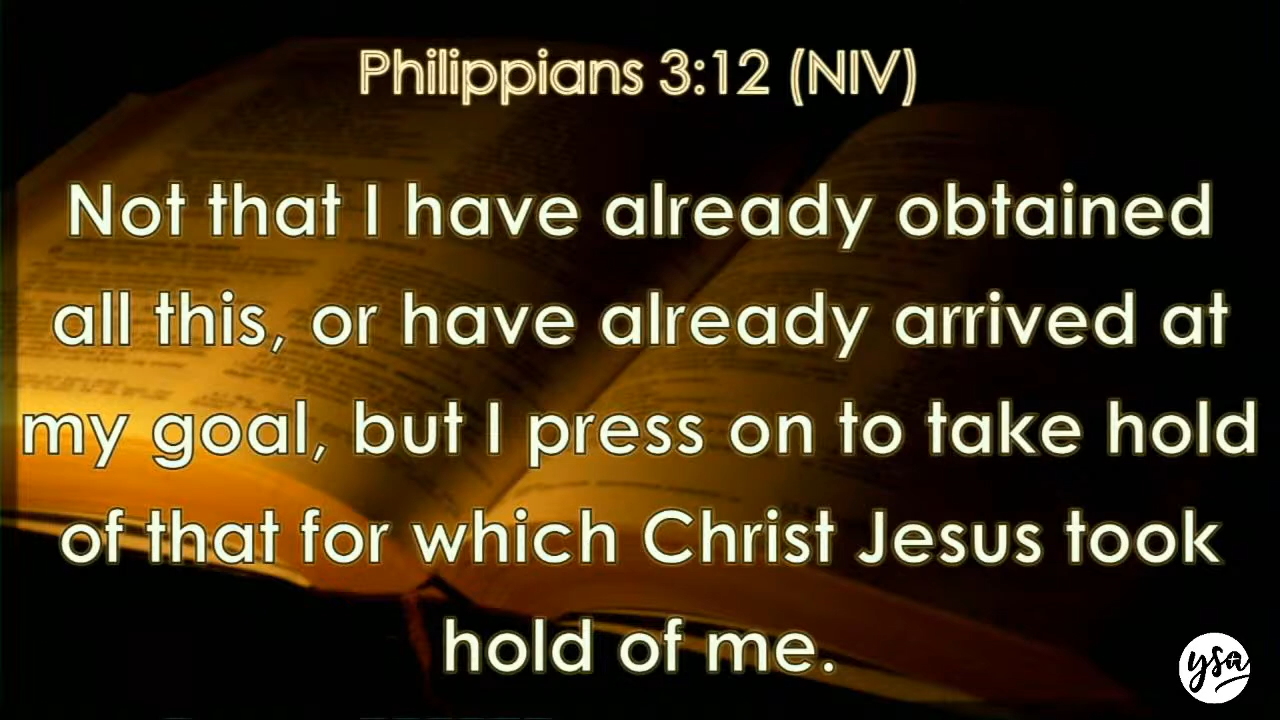 Philippians 3:12 (NIV)
Not that I have already obtained
all this, or have already arrived at
my goal, but I press on to take hold
of that for which Christ Jesus took
hold of me.
ysa